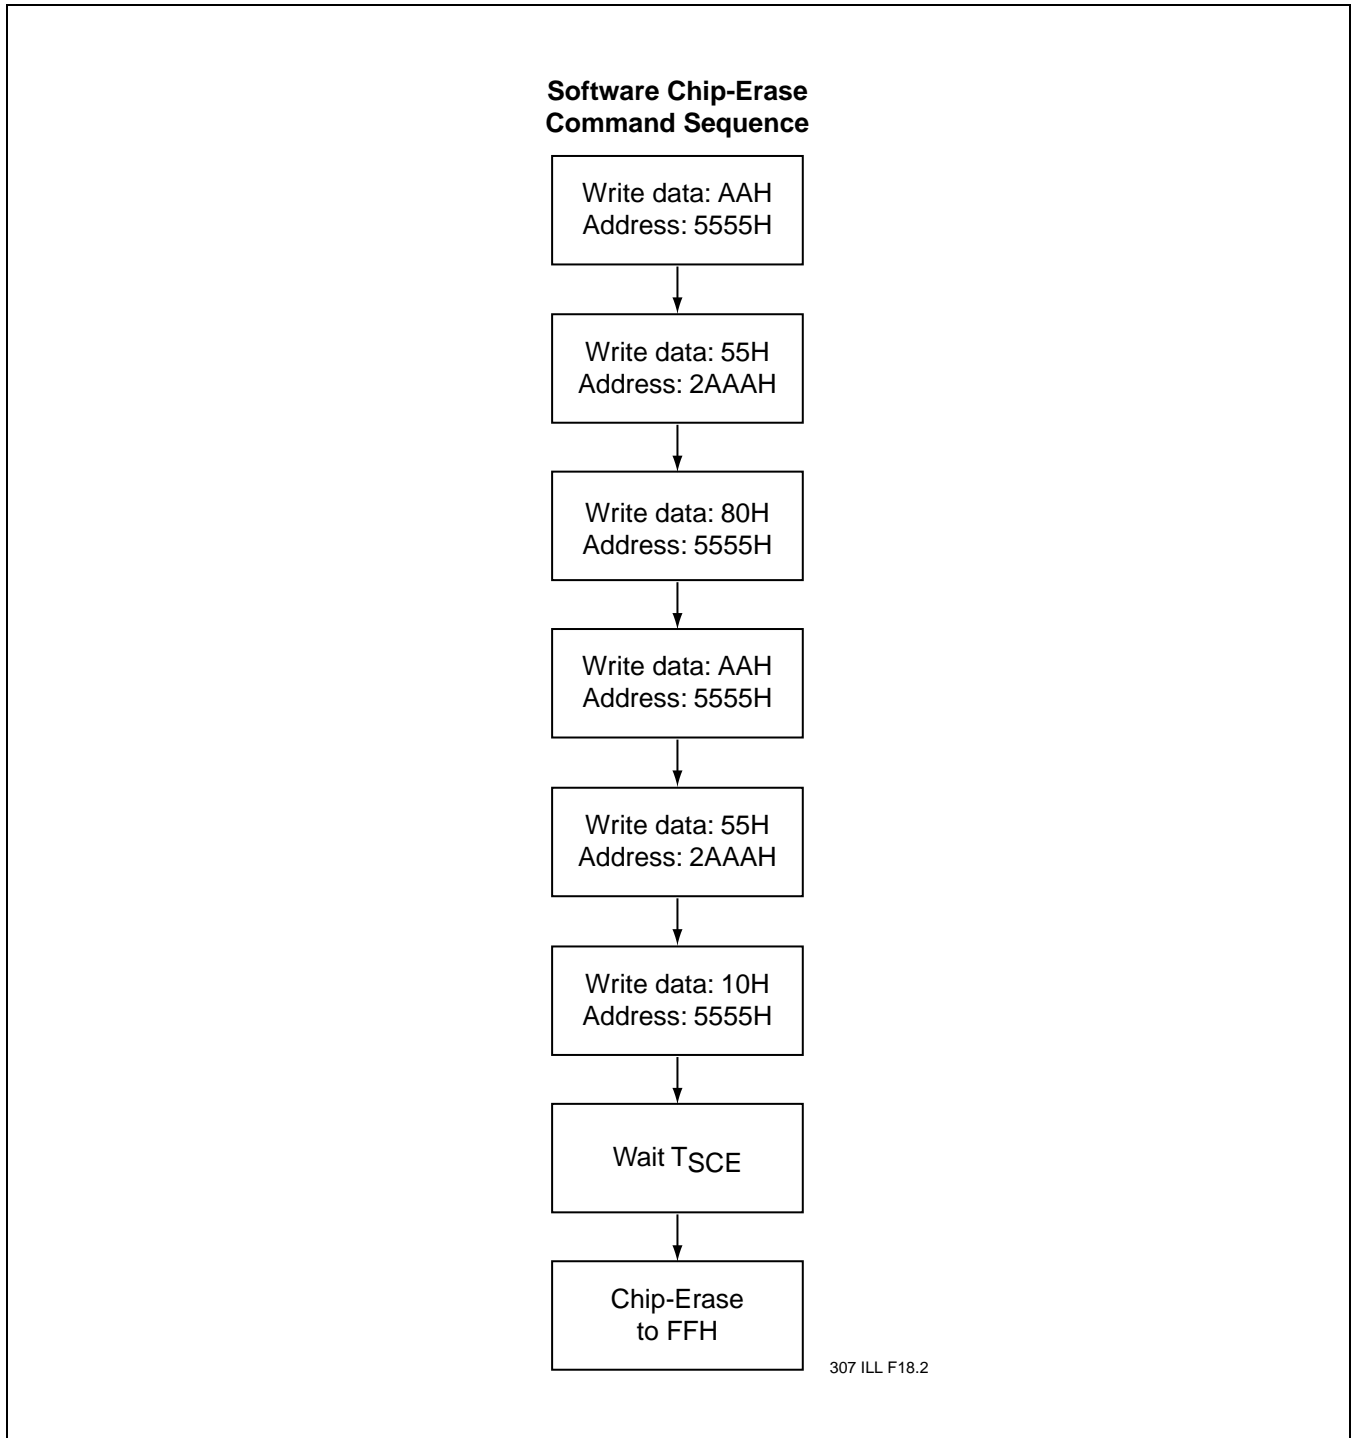 Software Chip-Erase
Command Sequence
Write data: AAH
Address: 5555H
Write data: 55H
Address: 2AAAH
Write data: 80H
Address: 5555H
Write data: AAH
Address: 5555H
Write data: 55H
Address: 2AAAH
Write data: 10H
Address: 5555H
Wait TSCE
Chip-Erase
to FFH
307 ILL F18.2